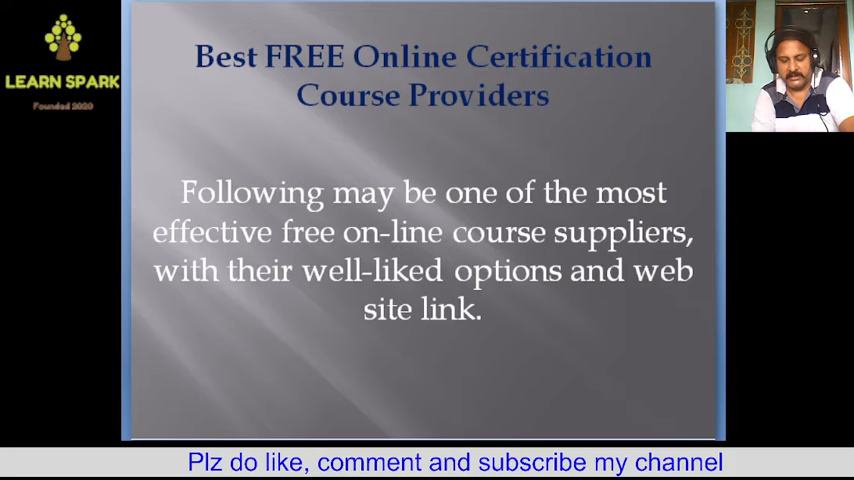 LEARN SPARK
Founded 2020
Best FREE Online Certification
Course Providers
Following may be one of the most
effective free on-line course suppliers,
with their well-liked options and web
site link.
Plz do like, comment and subscribe my channel